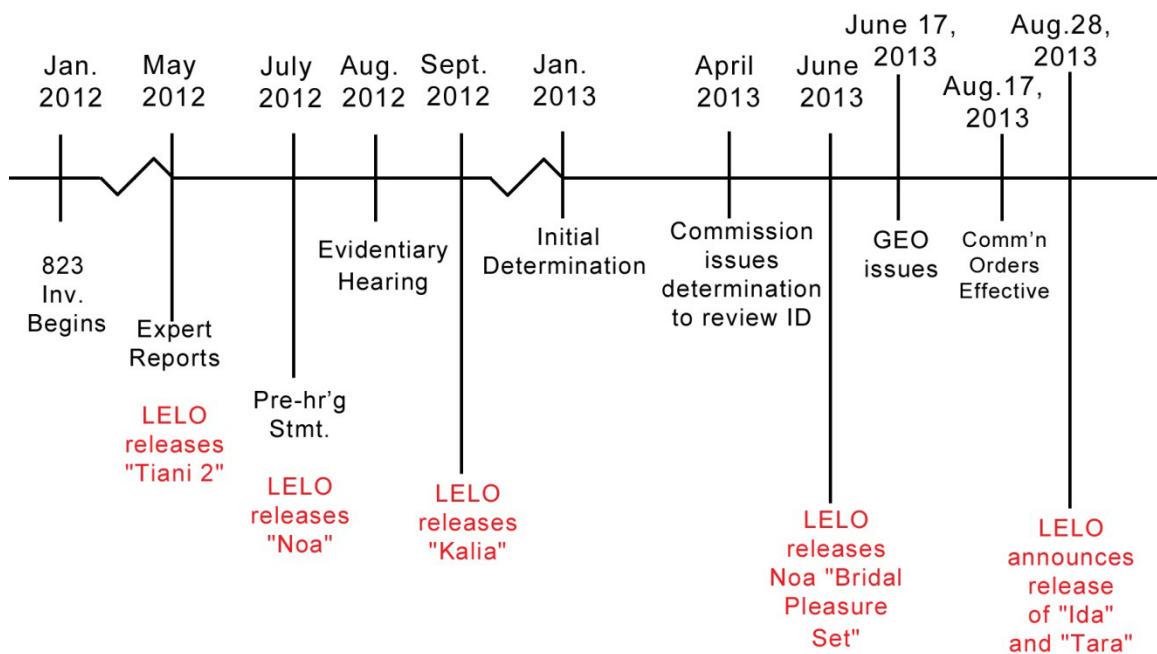 Jan.
2012
May
2012
July
2012
Aug.
2012
Sept.
2012
Jan.
2013
April
2013
June
2013
June 17,
2013
Aug.17,
2013
Aug.28,
2013
823
Inv.
Begins
Expert
Reports
LELO
releases
"Tiani 2"
Pre-hr'g
Stmt.
LELO
releases
"Noa"
Evidentiary
Hearing
LELO
releases
"Kalia"
Initial
Determination
Commission
issues
determination
to review ID
LELO
releases
Noa "Bridal
Pleasure
Set"
GEO
issues
Comm'n
Orders
Effective
LELO
announces
release
of "Ida"
and "Tara"